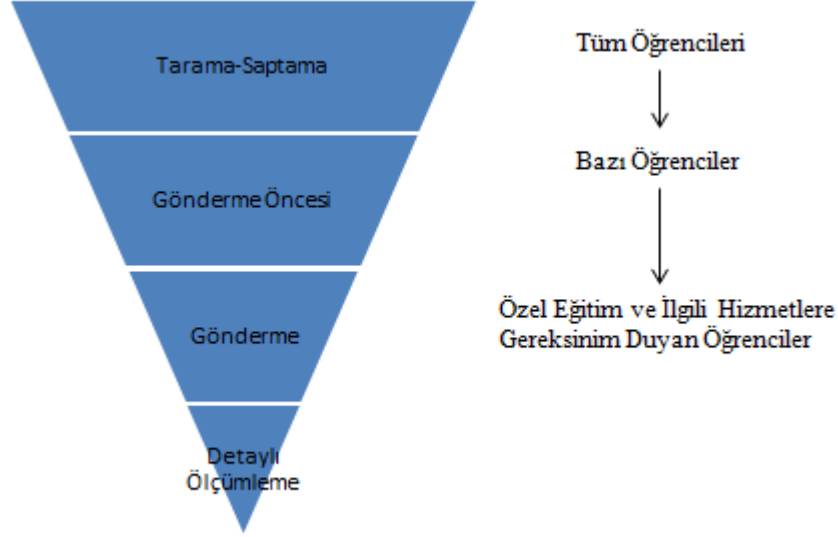 Tarama-Saptama
Gönderme Öncesi
Gönderme
Detaylı
Ölçümleme
Tüm Öğrencileri
Bazı Öğrenciler
Özel Eğitim ve İlgili Hizmetlere
Gereksinim Duyan Öğrenciler